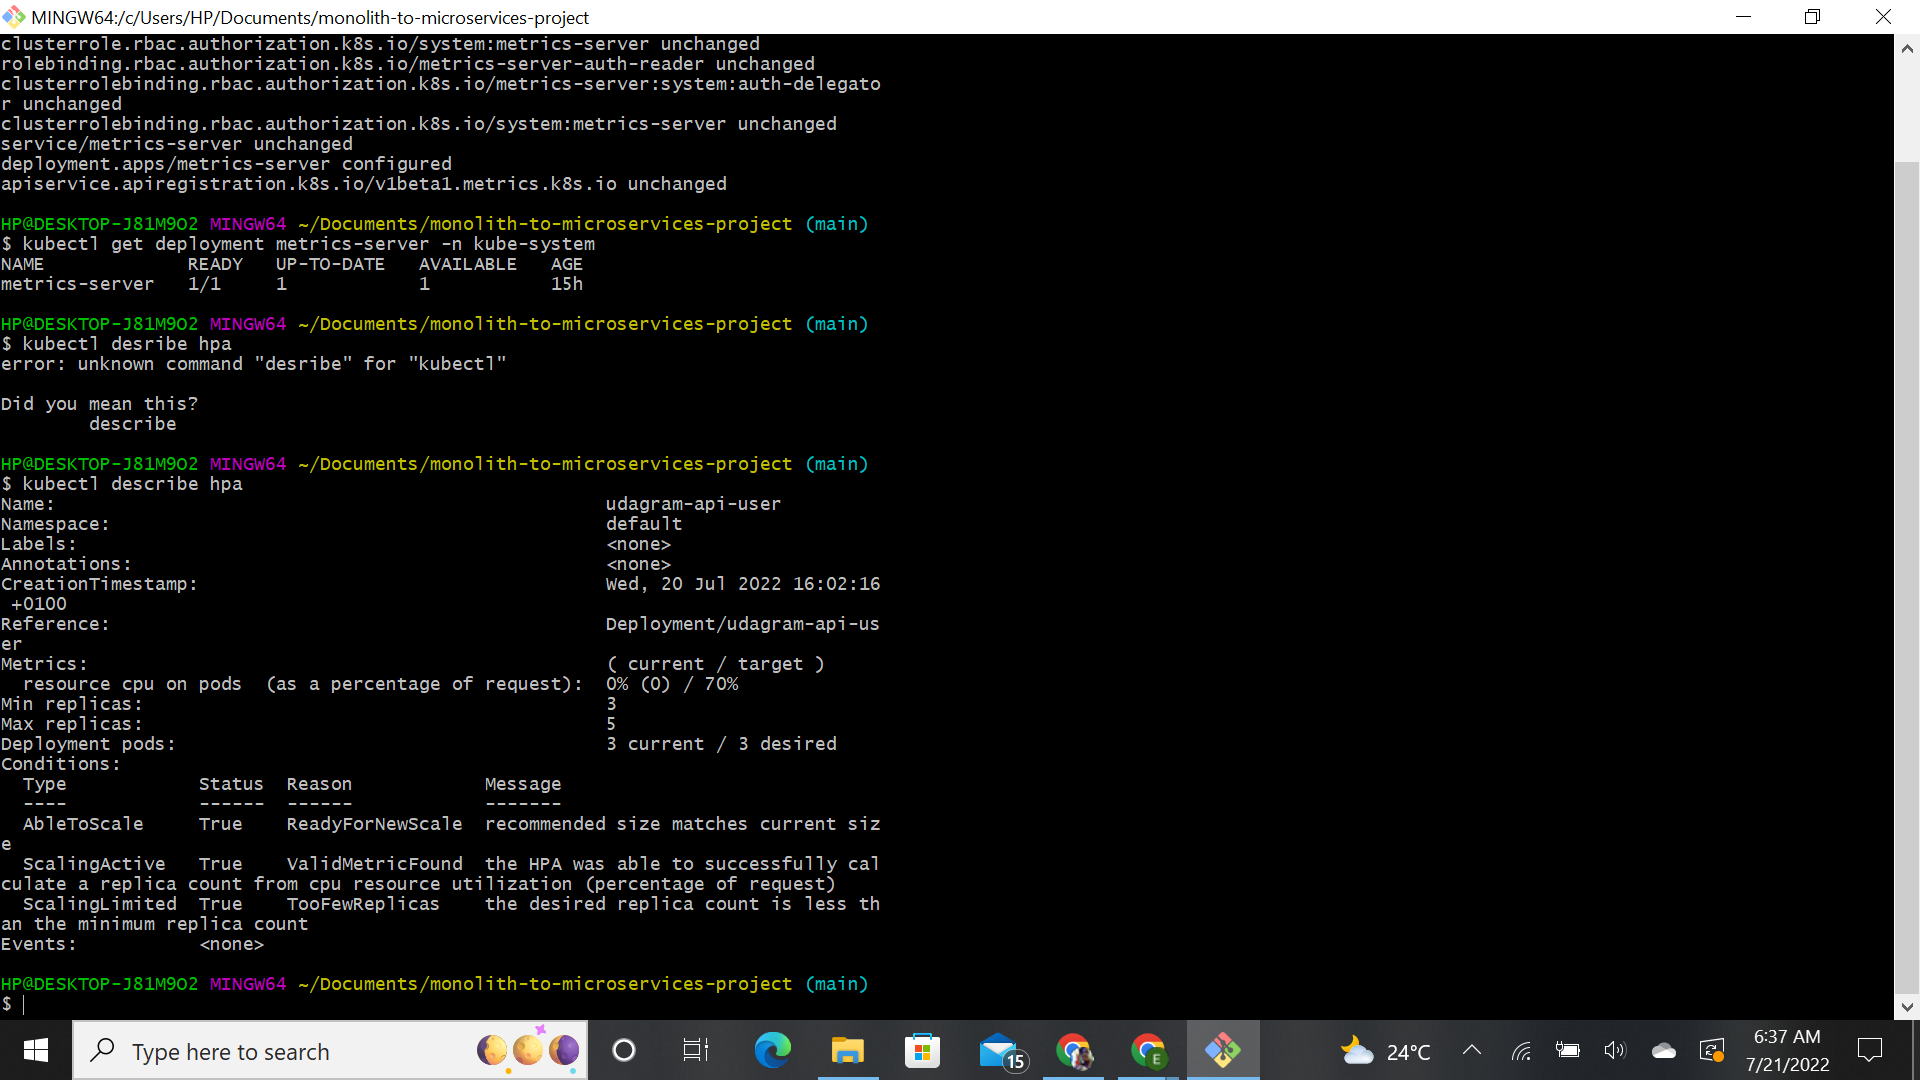 MINGW64:/c/Users/HP/Documents/monolith-to-microservices-project
clusterrole.rbac.authorization.k8s.io/system:metrics-server unchanged
rolebinding.rbac.authorization.k8s.io/metrics-server-auth-reader unchanged
clusterrolebinding.rbac.authorization.k8s.io/metrics-server:system:auth-delegato
r unchanged
clusterrolebinding.rbac.authorization.k8s.io/system:metrics-server unchanged
service/metrics-server unchanged
deployment.apps/metrics-server configured
apiservice.apiregistration.k8s.io/v1beta1.metrics.k8s.io unchanged
HP@DESKTOP-J81M9O2 MINGW64 ~/Documents/monolith-to-microservices-project (main)
$ kubectl get deployment metrics-server -n kube-system
NAME             READY   UP-TO-DATE   AVAILABLE   AGE
metrics-server   1/1     1            1           15h
HP@DESKTOP-J81M9O2 MINGW64 ~/Documents/monolith-to-microservices-project (main)
$ kubectl desribe hpa
error: unknown command "desribe" for "kubectl"
Did you mean this?
        describe
HP@DESKTOP-J81M9O2 MINGW64 ~/Documents/monolith-to-microservices-project (main)
$ kubectl describe hpa
Name:                                                  udagram-api-user
Namespace:                                             default
Labels:                                                <none>
Annotations:                                           <none>
CreationTimestamp:                                     Wed, 20 Jul 2022 16:02:16
 +0100
Reference:                                             Deployment/udagram-api-us
er
Metrics:                                               ( current / target )
  resource cpu on pods  (as a percentage of request):  0% (0) / 70%
Min replicas:                                          3
Max replicas:                                          5
Deployment pods:                                       3 current / 3 desired
Conditions:
  Type            Status  Reason            Message
  ----            ------  ------            -------
  AbleToScale     True    ReadyForNewScale  recommended size matches current siz
e
  ScalingActive   True    ValidMetricFound  the HPA was able to successfully cal
culate a replica count from cpu resource utilization (percentage of request)
  ScalingLimited  True    TooFewReplicas    the desired replica count is less th
an the minimum replica count
Events:           <none>
HP@DESKTOP-J81M9O2 MINGW64 ~/Documents/monolith-to-microservices-project (main)
$
Type here to search
15
E
24°C
6:37 AM
7/21/2022